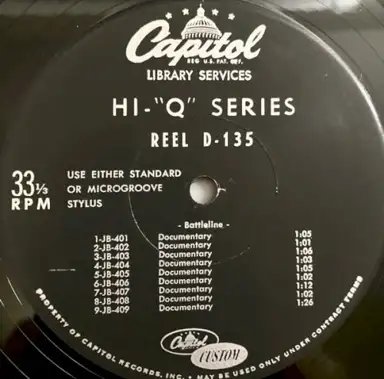 Capitol
REG. U.S. PAT. OFF.
LIBRARY SERVICES
HI-"Q" SERIES
REEL D-135
33⅓ RPM
USE EITHER STANDARD
OR MICROGROOVE
STYLUS
- Battleline -
1-JB-401 Documentary 1:05
2-JB-402 Documentary 1:01
3-JB-403 Documentary 1:06
4-JB-404 Documentary 1:03
5-JB-405 Documentary 1:05
6-JB-406 Documentary 1:02
7-JB-407 Documentary 1:12
8-JB-408 Documentary 1:02
9-JB-409 Documentary 1:26
Capitol
CUSTOM
PROPERTY OF CAPITOL RECORDS, INC. • MAY BE USED ONLY UNDER CONTRACT TERMS